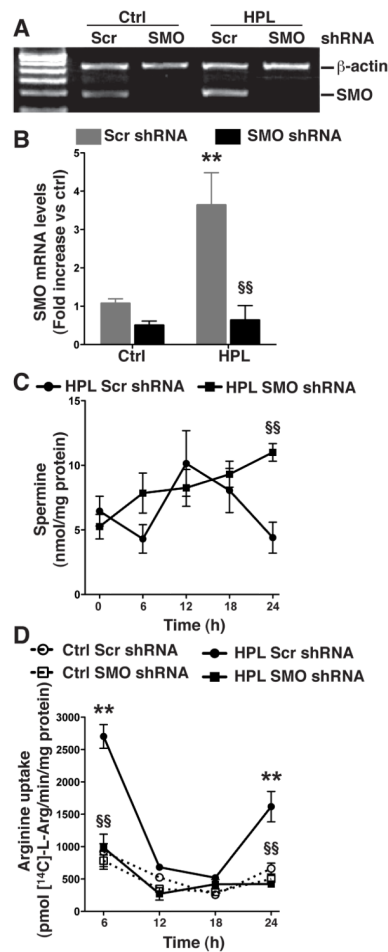 A
Ctrl HPL
Scr SMO Scr SMO shRNA
β-actin
SMO
B
Scr shRNA SMO shRNA
SMO mRNA levels
(Fold increase vs ctrl)
5
4
3
2
1
0
**
§§
Ctrl HPL
C
HPL Scr shRNA HPL SMO shRNA
Spermine
(nmol/mg protein)
15
10
5
0
§§
0 6 12 18 24
Time (h)
D
Ctrl Scr shRNA HPL Scr shRNA
Ctrl SMO shRNA HPL SMO shRNA
Arginine uptake
(pmol [¹⁴C]-L-Arg/min/mg protein)
3000
2500
2000
1500
1000
500
0
**
**
§§
§§
6 12 18 24
Time (h)